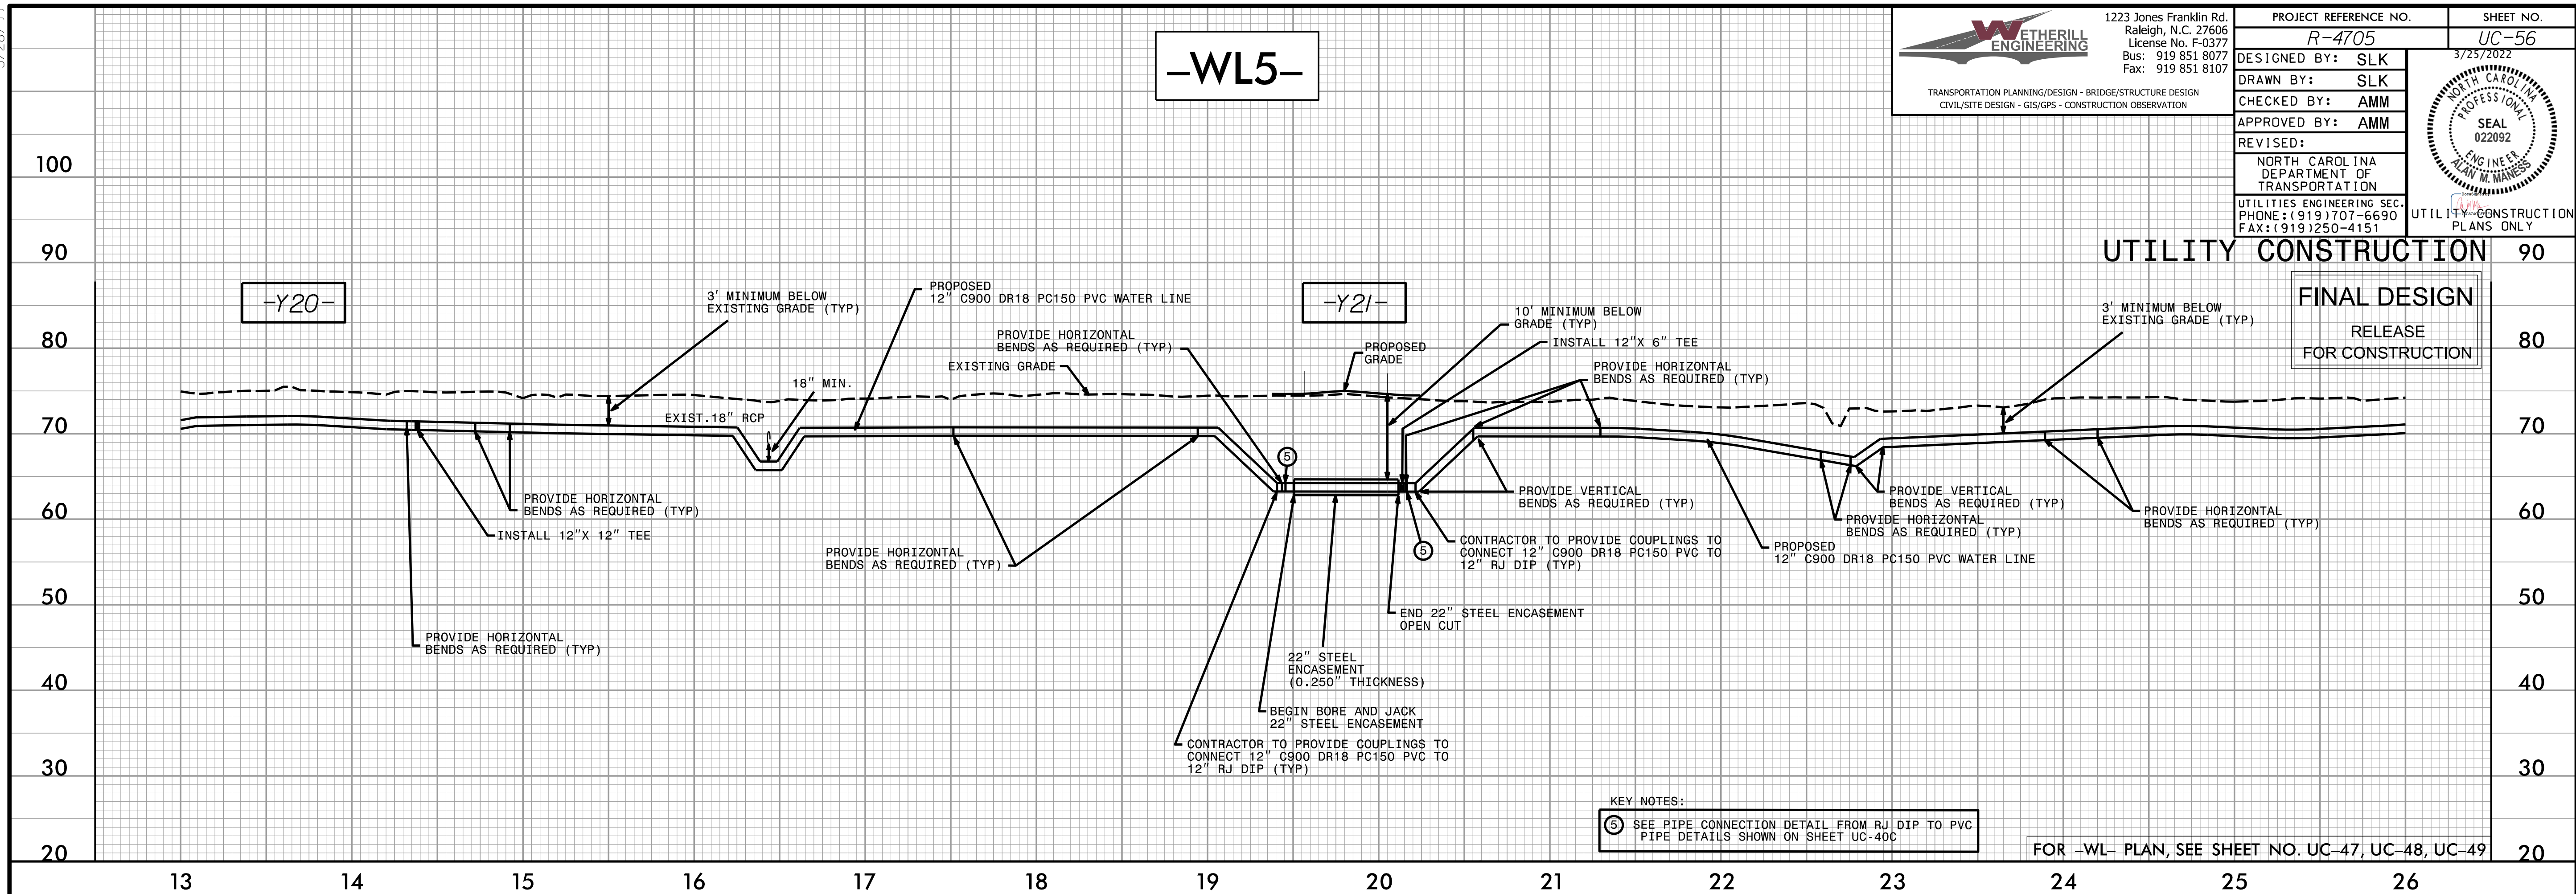 -WL5-
WETHERILL
ENGINEERING
1223 Jones Franklin Rd.
Raleigh, N.C. 27606
License No. F-0377
Bus: 919 851 8077
Fax: 919 851 8107
TRANSPORTATION PLANNING/DESIGN - BRIDGE/STRUCTURE DESIGN
CIVIL/SITE DESIGN - GIS/GPS - CONSTRUCTION OBSERVATION
PROJECT REFERENCE NO.
SHEET NO.
R-4705
UC-56
DESIGNED BY: SLK
DRAWN BY: SLK
CHECKED BY: AMM
APPROVED BY: AMM
REVISED:
NORTH CAROLINA
DEPARTMENT OF
TRANSPORTATION
UTILITIES ENGINEERING SEC.
PHONE:(919)707-6690
FAX:(919)250-4151
3/25/2022
NORTH CAROLINA
PROFESSIONAL
SEAL
022092
ENGINEER
ALAN M. MANESS
UTILITY CONSTRUCTION
PLANS ONLY
UTILITY CONSTRUCTION
FINAL DESIGN
RELEASE
FOR CONSTRUCTION
100
90
80
70
60
50
40
30
20
90
80
70
60
50
40
30
20
-Y20-
3' MINIMUM BELOW
EXISTING GRADE (TYP)
PROPOSED
12" C900 DR18 PC150 PVC WATER LINE
PROVIDE HORIZONTAL
BENDS AS REQUIRED (TYP)
EXISTING GRADE
-Y21-
PROPOSED
GRADE
10' MINIMUM BELOW
GRADE (TYP)
INSTALL 12"X 6" TEE
PROVIDE HORIZONTAL
BENDS AS REQUIRED (TYP)
3' MINIMUM BELOW
EXISTING GRADE (TYP)
18" MIN.
EXIST.18" RCP
5
PROVIDE HORIZONTAL
BENDS AS REQUIRED (TYP)
INSTALL 12"X 12" TEE
PROVIDE HORIZONTAL
BENDS AS REQUIRED (TYP)
PROVIDE HORIZONTAL
BENDS AS REQUIRED (TYP)
PROVIDE VERTICAL
BENDS AS REQUIRED (TYP)
5
CONTRACTOR TO PROVIDE COUPLINGS TO
CONNECT 12" C900 DR18 PC150 PVC TO
12" RJ DIP (TYP)
END 22" STEEL ENCASEMENT
OPEN CUT
22" STEEL
ENCASEMENT
(0.250" THICKNESS)
BEGIN BORE AND JACK
22" STEEL ENCASEMENT
CONTRACTOR TO PROVIDE COUPLINGS TO
CONNECT 12" C900 DR18 PC150 PVC TO
12" RJ DIP (TYP)
PROVIDE VERTICAL
BENDS AS REQUIRED (TYP)
PROVIDE HORIZONTAL
BENDS AS REQUIRED (TYP)
PROPOSED
12" C900 DR18 PC150 PVC WATER LINE
PROVIDE HORIZONTAL
BENDS AS REQUIRED (TYP)
KEY NOTES:
5 SEE PIPE CONNECTION DETAIL FROM RJ DIP TO PVC
PIPE DETAILS SHOWN ON SHEET UC-40C
FOR -WL- PLAN, SEE SHEET NO. UC-47, UC-48, UC-49
13 14 15 16 17 18 19 20 21 22 23 24 25 26